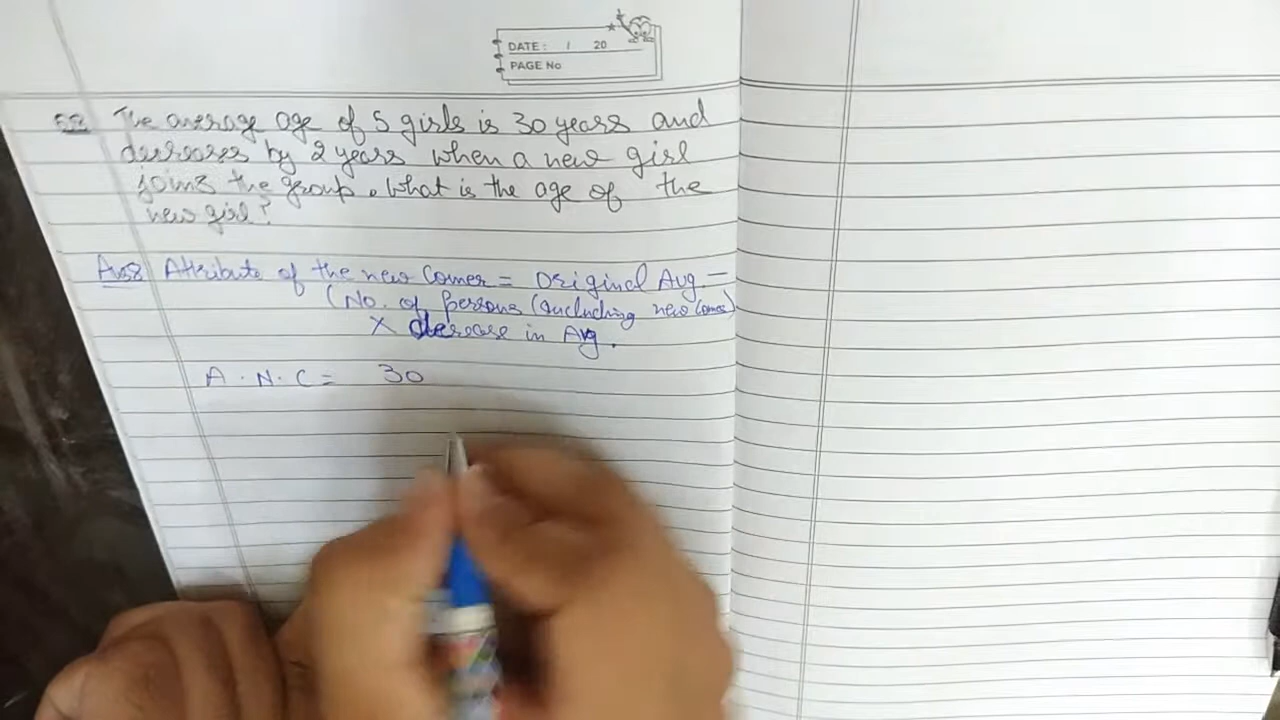 DATE : / 20
PAGE No
The average age of 5 girls is 30 years and
decreases by 2 years when a new girl
joins the group. What is the age of the
new girl?
Ans Attribute of the new comer = Original Avg –
(No. of persons (including new comer)
× decrease in Avg.
A . N . C = 30